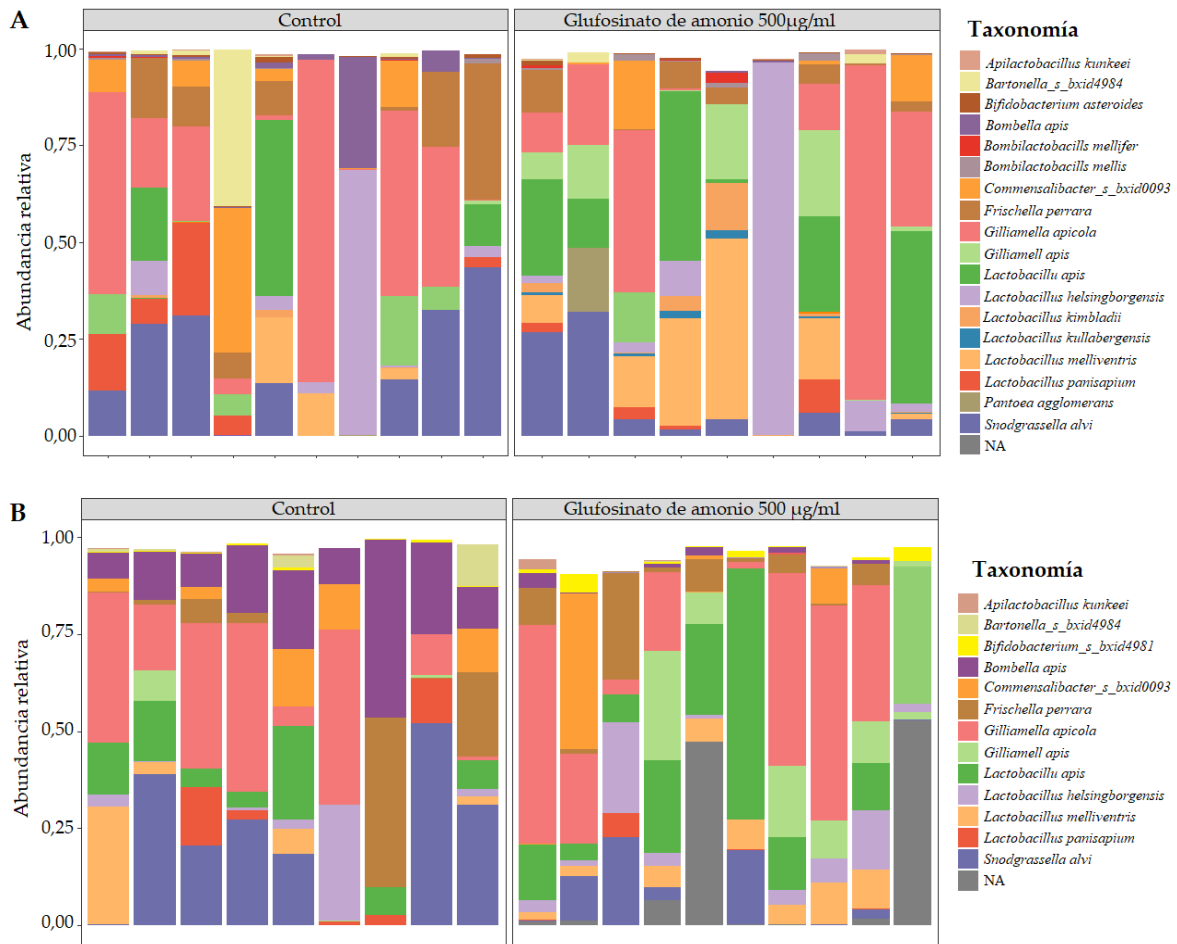 A
Control
Glufosinato de amonio 500µg/ml
Abundancia relativa
1,00
0,75
0,50
0,25
0,00
Taxonomía
Apilactobacillus kunkeei
Bartonella_s_bxid4984
Bifidobacterium asteroides
Bombella apis
Bombilactobacills mellifer
Bombilactobacills mellis
Commensalibacter_s_bxid0093
Frischella perrara
Gilliamella apicola
Gilliamell apis
Lactobacillu apis
Lactobacillus helsingborgensis
Lactobacillus kimbladii
Lactobacillus kullabergensis
Lactobacillus melliventris
Lactobacillus panisapium
Pantoea agglomerans
Snodgrassella alvi
NA
B
Control
Glufosinato de amonio 500 µg/ml
Abundancia relativa
1,00
0,75
0,50
0,25
0,00
Taxonomía
Apilactobacillus kunkeei
Bartonella_s_bxid4984
Bifidobacterium_s_bxid4981
Bombella apis
Commensalibacter_s_bxid0093
Frischella perrara
Gilliamella apicola
Gilliamell apis
Lactobacillu apis
Lactobacillus helsingborgensis
Lactobacillus melliventris
Lactobacillus panisapium
Snodgrassella alvi
NA